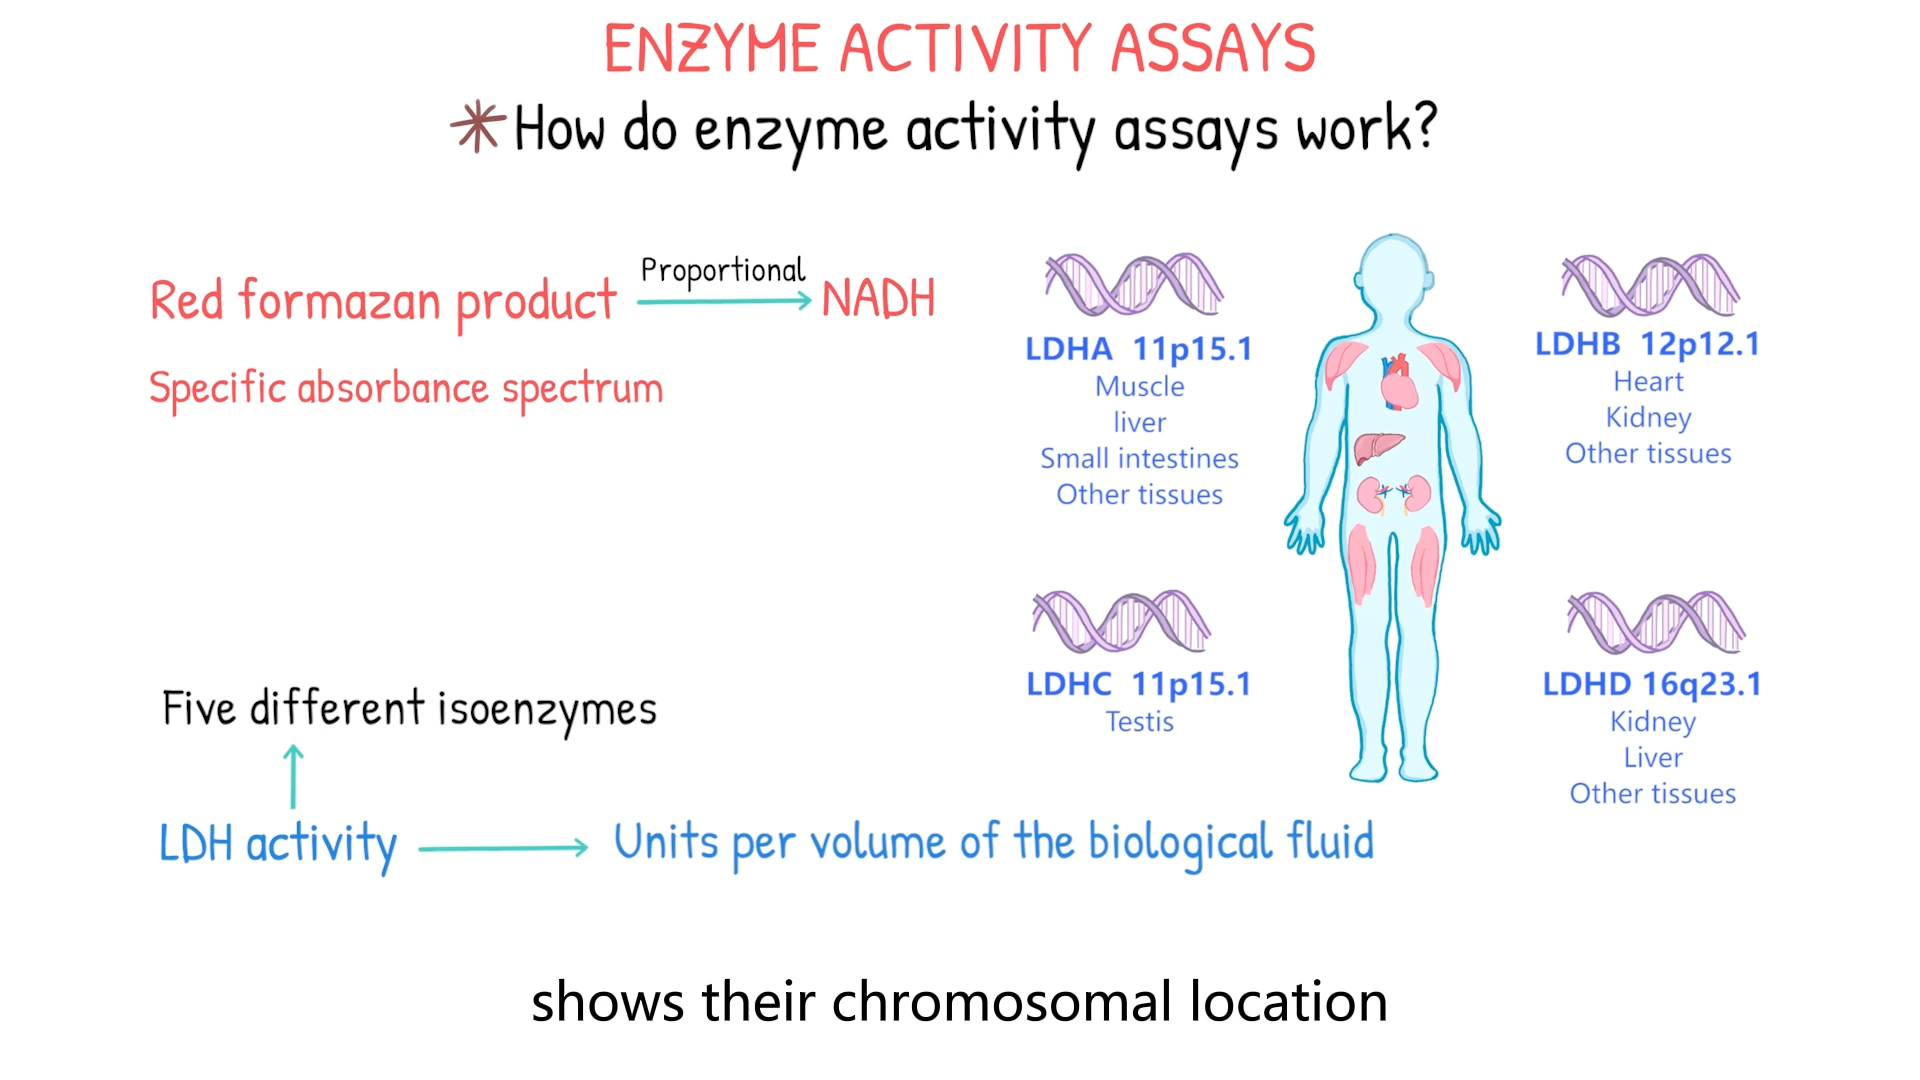 ENZYME ACTIVITY ASSAYS
How do enzyme activity assays work?
Red formazan product
Proportional
NADH
Specific absorbance spectrum
LDHA 11p15.1
Muscle
liver
Small intestines
Other tissues
LDHB 12p12.1
Heart
Kidney
Other tissues
LDHC 11p15.1
Testis
LDHD 16q23.1
Kidney
Liver
Other tissues
Five different isoenzymes
LDH activity
Units per volume of the biological fluid
shows their chromosomal location